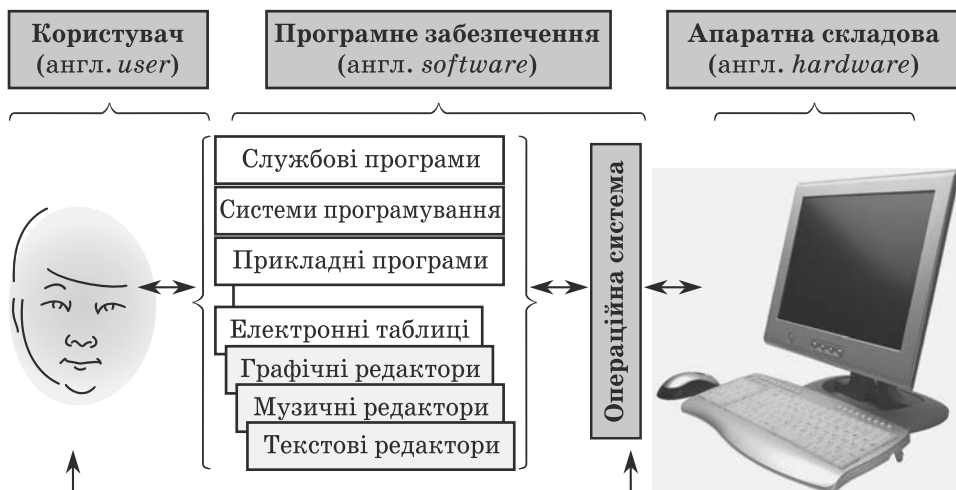 Користувач
(англ. user)
Програмне забезпечення
(англ. software)
Апаратна складова
(англ. hardware)
Службові програми
Системи програмування
Прикладні програми
Електронні таблиці
Графічні редактори
Музичні редактори
Текстові редактори
Операційна система